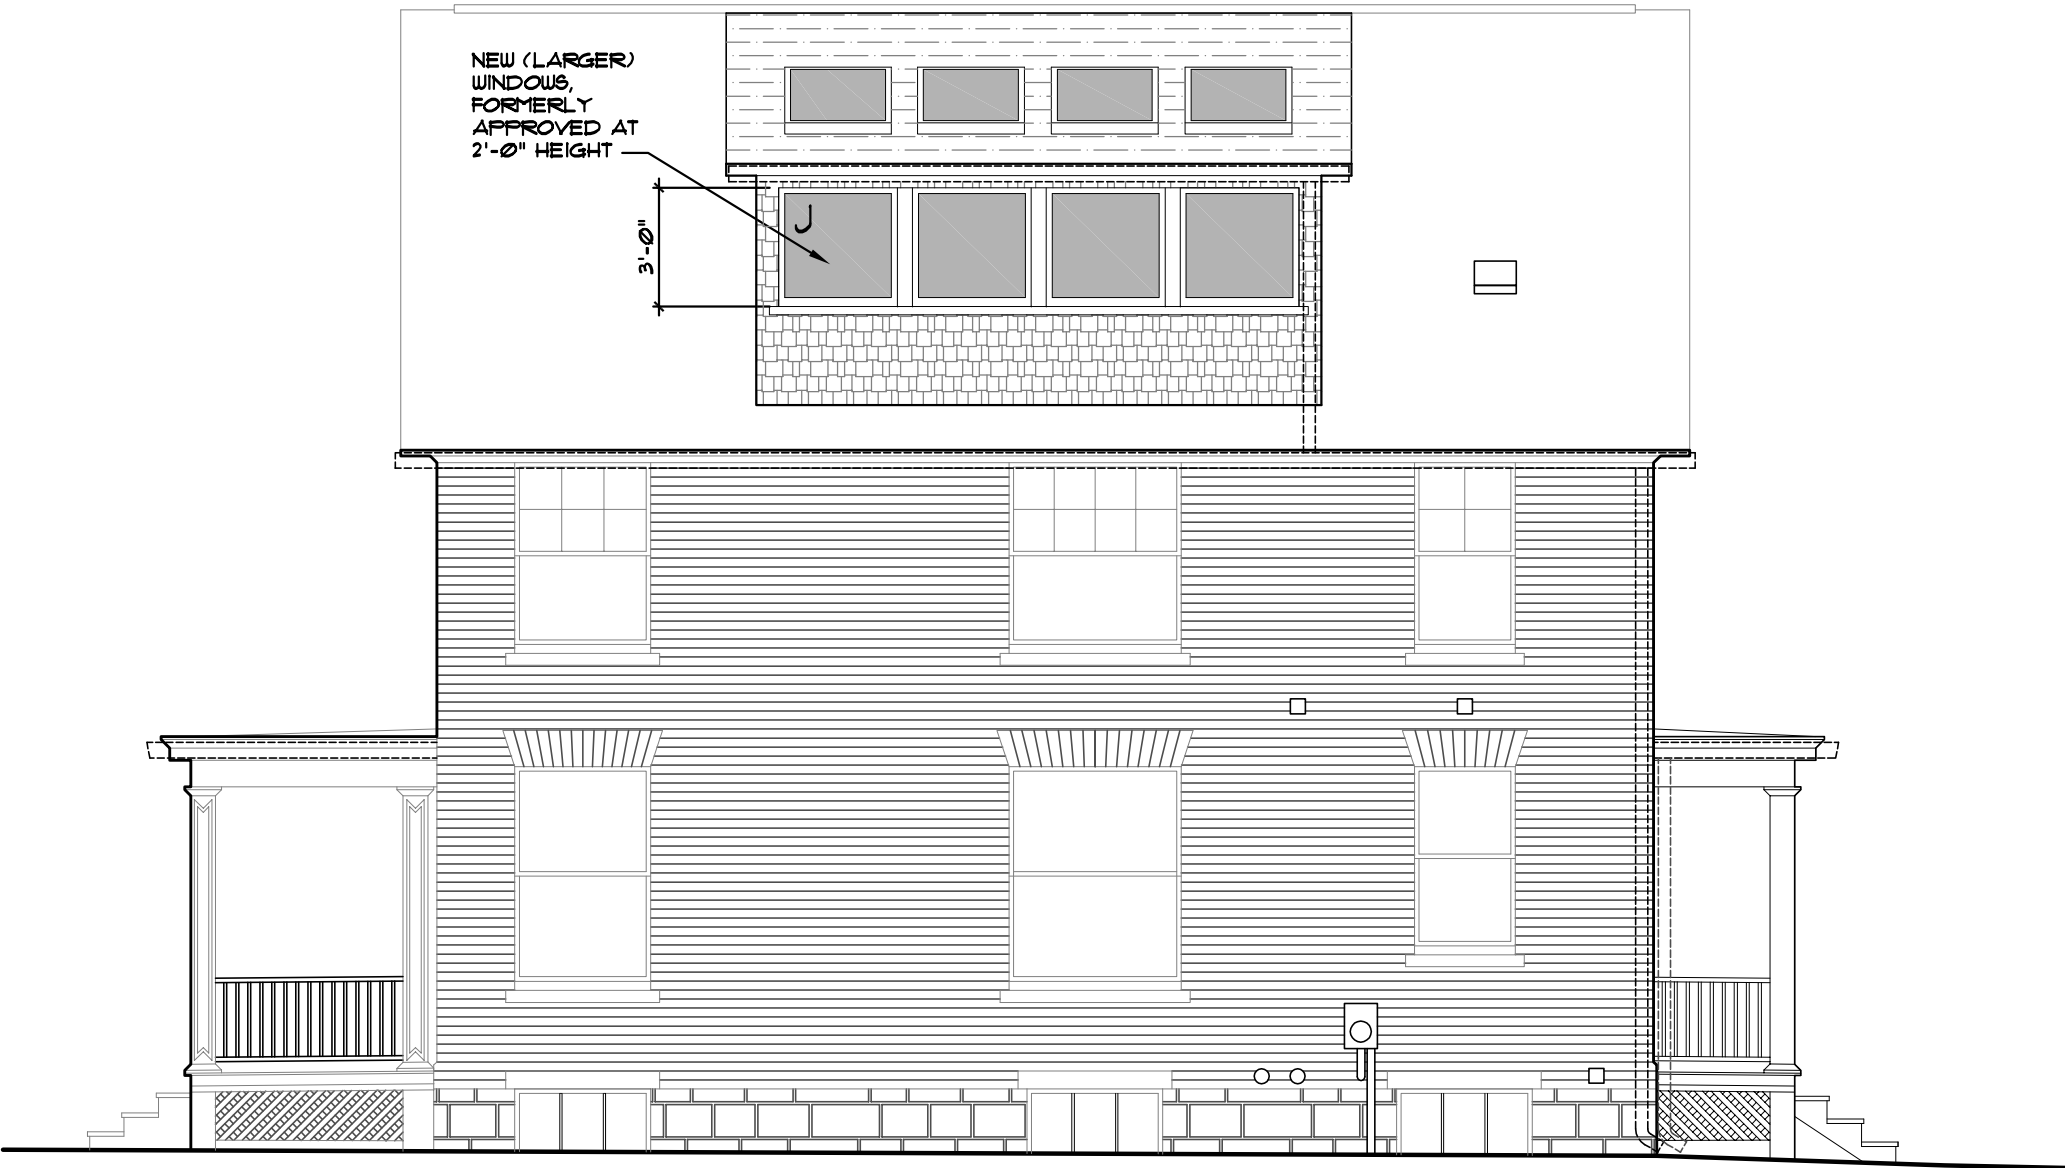 NEW (LARGER)
WINDOWS,
FORMERLY
APPROVED AT
2'-0" HEIGHT
J
3'-0"